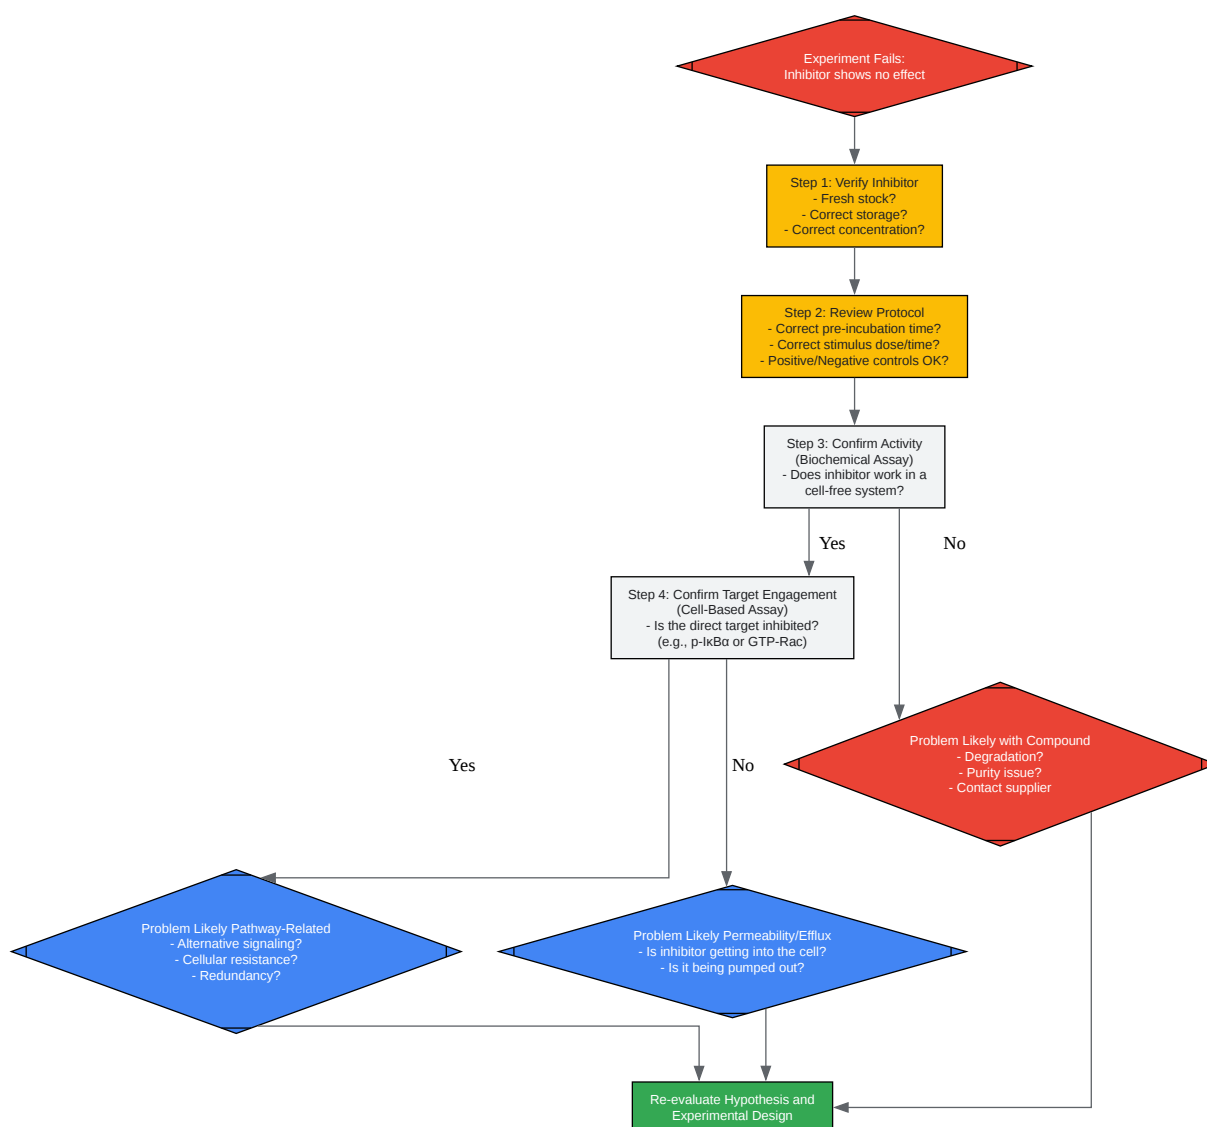 Experiment Fails:
Inhibitor shows no effect
Step 1: Verify Inhibitor
- Fresh stock?
- Correct storage?
- Correct concentration?
Step 2: Review Protocol
- Correct pre-incubation time?
- Correct stimulus dose/time?
- Positive/Negative controls OK?
Step 3: Confirm Activity
(Biochemical Assay)
- Does inhibitor work in a
cell-free system?
Yes
No
Step 4: Confirm Target Engagement
(Cell-Based Assay)
- Is the direct target inhibited?
(e.g., p-IκBα or GTP-Rac)
Yes
No
Problem Likely with Compound
- Degradation?
- Purity issue?
- Contact supplier
Problem Likely Pathway-Related
- Alternative signaling?
- Cellular resistance?
- Redundancy?
Problem Likely Permeability/Efflux
- Is inhibitor getting into the cell?
- Is it being pumped out?
Re-evaluate Hypothesis and
Experimental Design